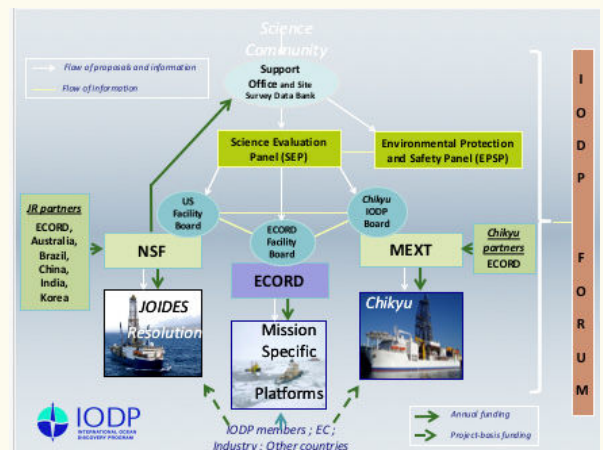 Science
Community
Flow of proposals and information
Flow of Information
Support
Office and Site
Survey Data Bank
Science Evaluation
Panel (SEP)
Environmental Protection
and Safety Panel (EPSP)
US
Facility
Board
ECORD
Facility
Board
Chikyu
IODP
Board
JR partners
ECORD,
Australia,
Brazil,
China,
India,
Korea
NSF
ECORD
MEXT
Chikyu
partners
ECORD
JOIDES
Resolution
Mission
Specific
Platforms
Chikyu
IODP
INTERNATIONAL OCEAN
DISCOVERY PROGRAM
IODP members ; EC ;
Industry ; Other countries
Annual funding
Project-basis funding
I
O
D
P
F
O
R
U
M